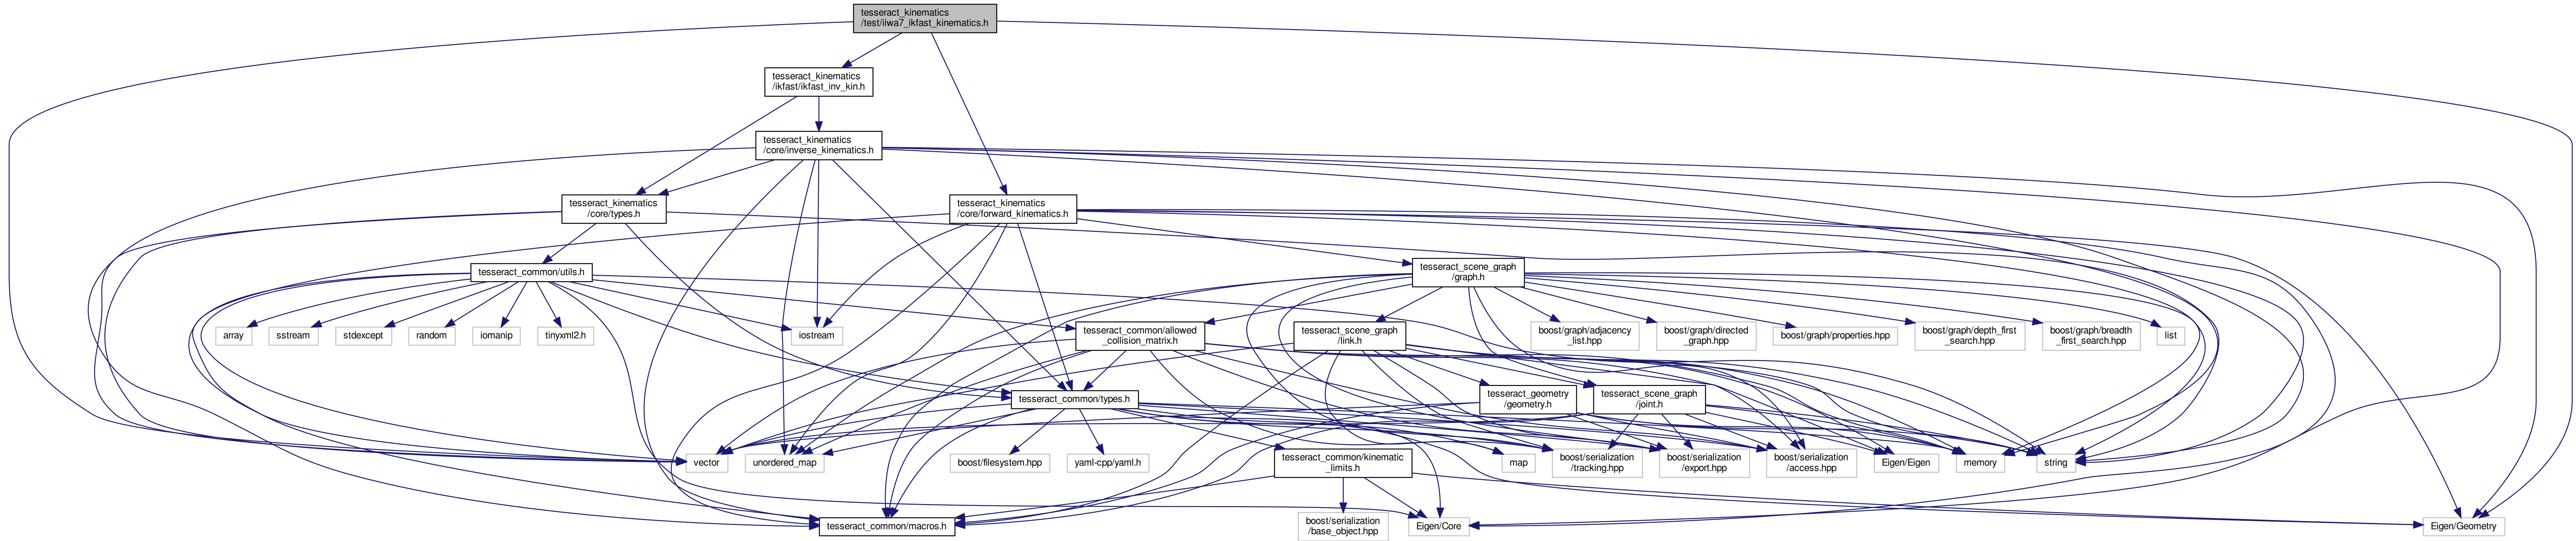 tesseract_kinematics
/test/iiwa7_ikfast_kinematics.h
tesseract_kinematics
/ikfast/ikfast_inv_kin.h
tesseract_kinematics
/core/inverse_kinematics.h
tesseract_kinematics
/core/types.h
tesseract_kinematics
/core/forward_kinematics.h
tesseract_common/utils.h
tesseract_scene_graph
/graph.h
array
sstream
stdexcept
random
iomanip
tinyxml2.h
iostream
tesseract_common/allowed
_collision_matrix.h
tesseract_scene_graph
/link.h
boost/graph/adjacency
_list.hpp
boost/graph/directed
_graph.hpp
boost/graph/properties.hpp
boost/graph/depth_first
_search.hpp
boost/graph/breadth
_first_search.hpp
list
tesseract_common/types.h
tesseract_geometry
/geometry.h
tesseract_scene_graph
/joint.h
vector
unordered_map
boost/filesystem.hpp
yaml-cpp/yaml.h
tesseract_common/kinematic
_limits.h
map
boost/serialization
/tracking.hpp
boost/serialization
/export.hpp
boost/serialization
/access.hpp
Eigen/Eigen
memory
string
tesseract_common/macros.h
boost/serialization
/base_object.hpp
Eigen/Core
Eigen/Geometry